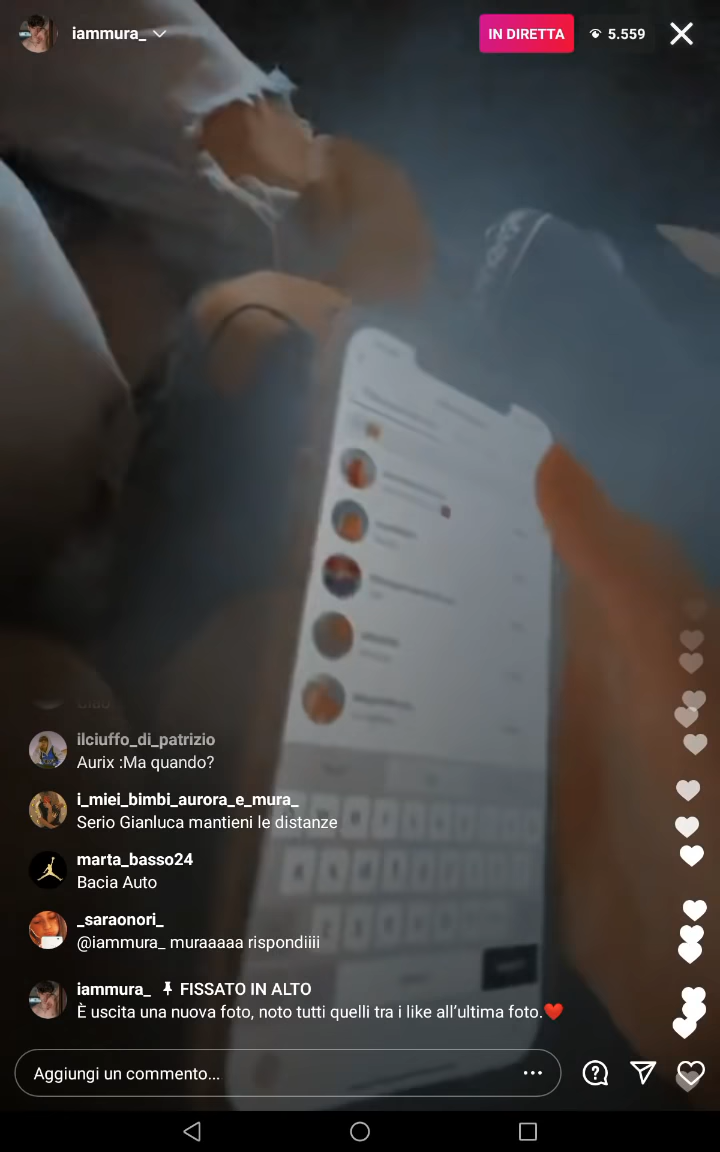 iammura_
IN DIRETTA
5.559
ilciuffo_di_patrizio
Aurix :Ma quando?
i_miei_bimbi_aurora_e_mura_
Serio Gianluca mantieni le distanze
marta_basso24
Bacia Auto
_saraonori_
@iammura_ muraaaaa rispondiiii
iammura_ FISSATO IN ALTO
È uscita una nuova foto, noto tutti quelli tra i like all’ultima foto.❤️
Aggiungi un commento...